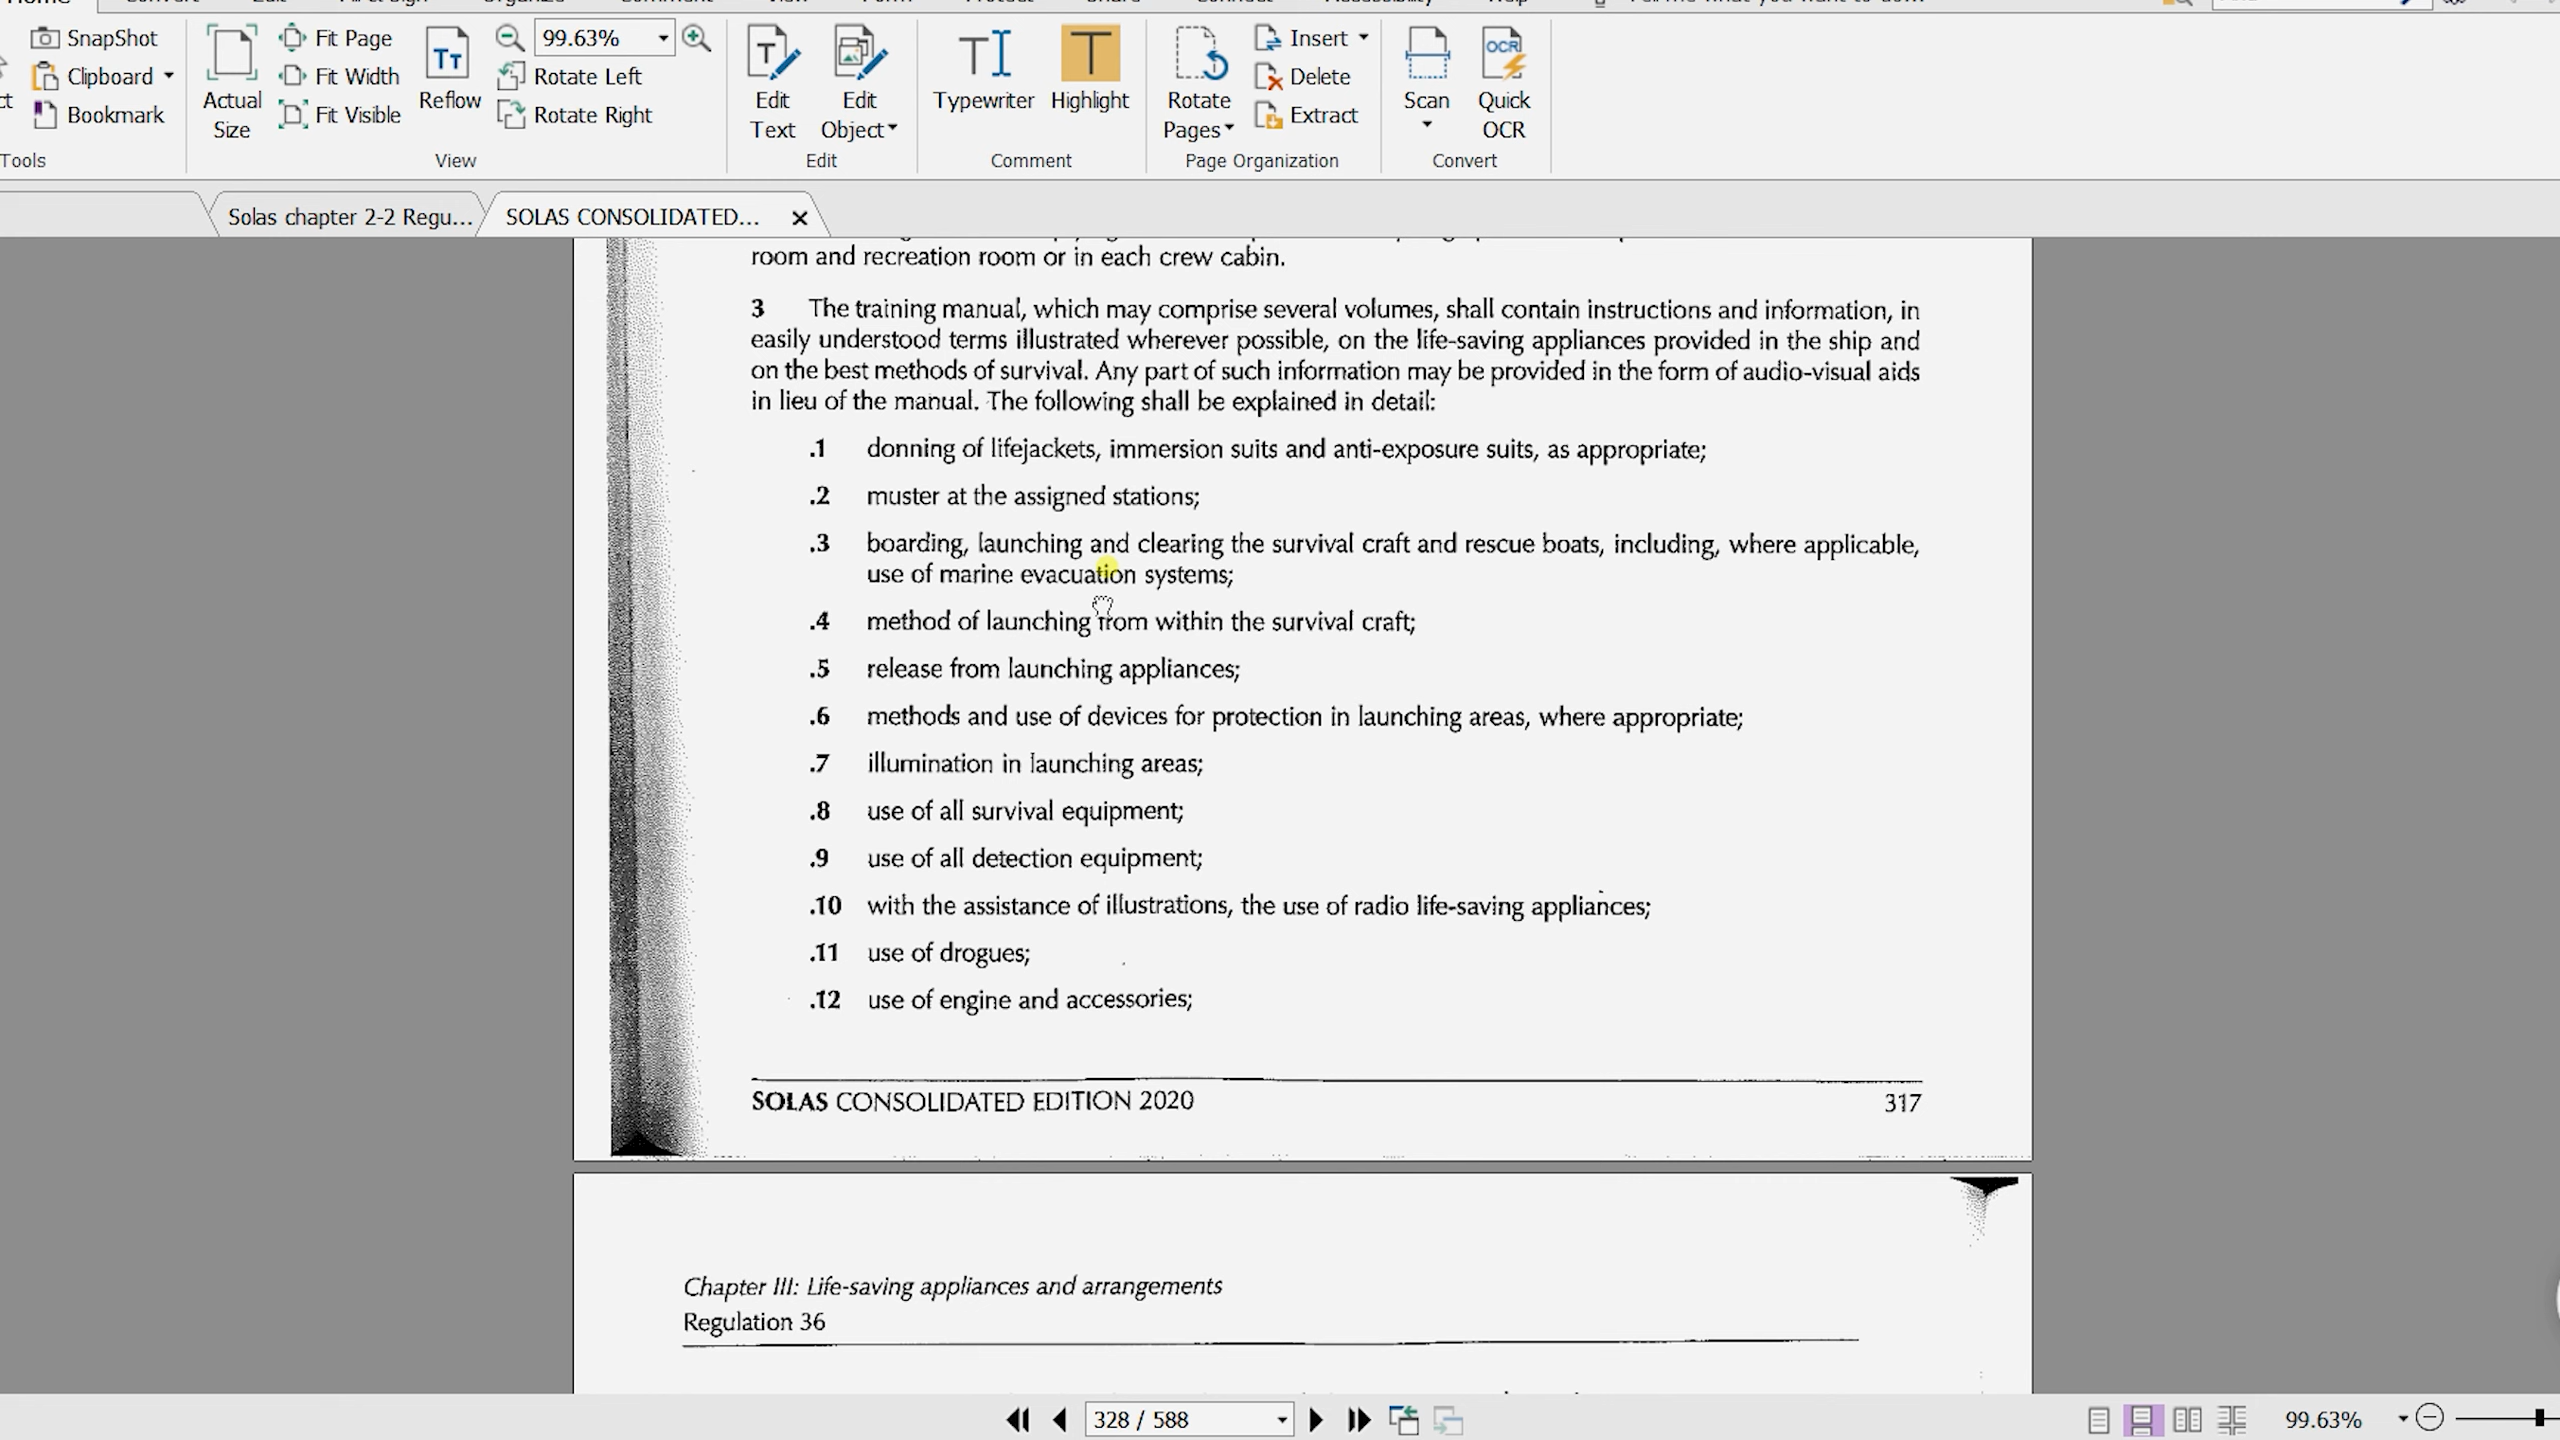 SnapShot
Clipboard
Bookmark
Tools
Actual Size
Fit Page
Fit Width
Fit Visible
Reflow
99.63%
Rotate Left
Rotate Right
View
Edit Text
Edit Object
Edit
Typewriter
Highlight
Comment
Rotate Pages
Insert
Delete
Extract
Page Organization
Scan
Quick OCR
Convert
Solas chapter 2-2 Regu...
SOLAS CONSOLIDATED...
room and recreation room or in each crew cabin.
3 The training manual, which may comprise several volumes, shall contain instructions and information, in
easily understood terms illustrated wherever possible, on the life-saving appliances provided in the ship and
on the best methods of survival. Any part of such information may be provided in the form of audio-visual aids
in lieu of the manual. The following shall be explained in detail:
.1 donning of lifejackets, immersion suits and anti-exposure suits, as appropriate;
.2 muster at the assigned stations;
.3 boarding, launching and clearing the survival craft and rescue boats, including, where applicable,
use of marine evacuation systems;
.4 method of launching from within the survival craft;
.5 release from launching appliances;
.6 methods and use of devices for protection in launching areas, where appropriate;
.7 illumination in launching areas;
.8 use of all survival equipment;
.9 use of all detection equipment;
.10 with the assistance of illustrations, the use of radio life-saving appliances;
.11 use of drogues;
.12 use of engine and accessories;
SOLAS CONSOLIDATED EDITION 2020 317
Chapter III: Life-saving appliances and arrangements
Regulation 36
328 / 588
99.63%